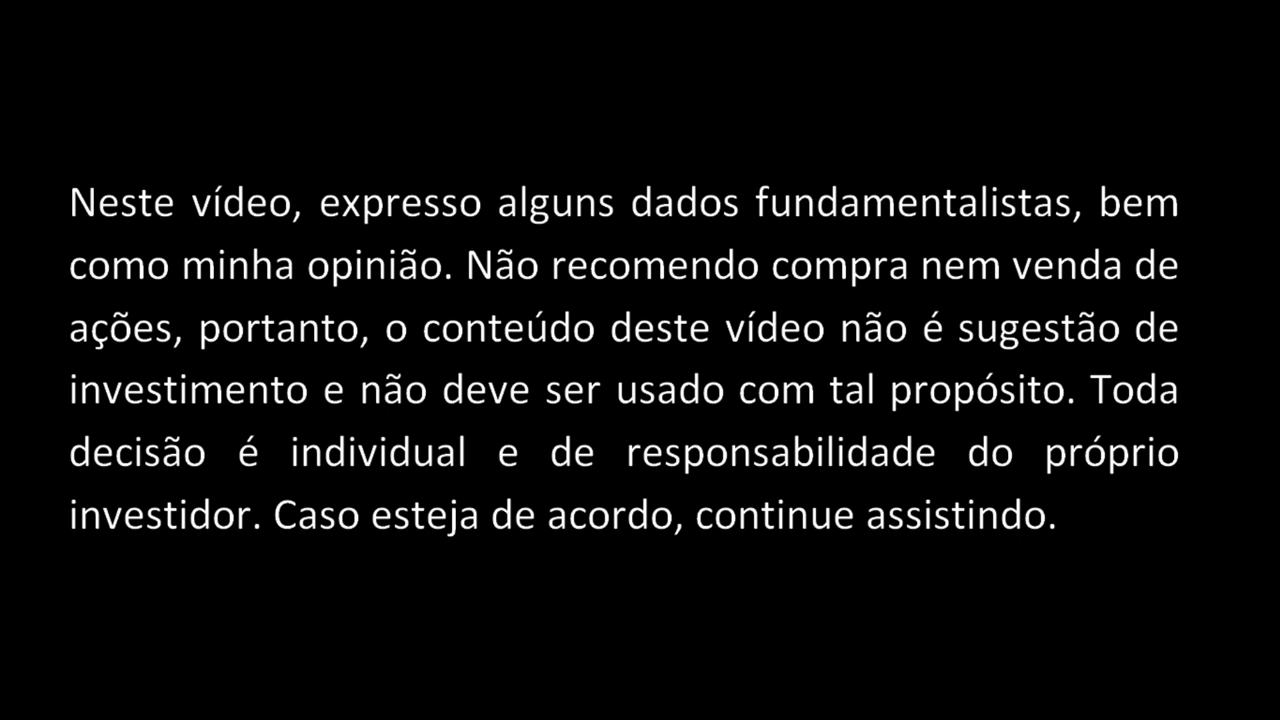 Neste vídeo, expresso alguns dados fundamentalistas, bem
como minha opinião. Não recomendo compra nem venda de
ações, portanto, o conteúdo deste vídeo não é sugestão de
investimento e não deve ser usado com tal propósito. Toda
decisão é individual e de responsabilidade do próprio
investidor. Caso esteja de acordo, continue assistindo.